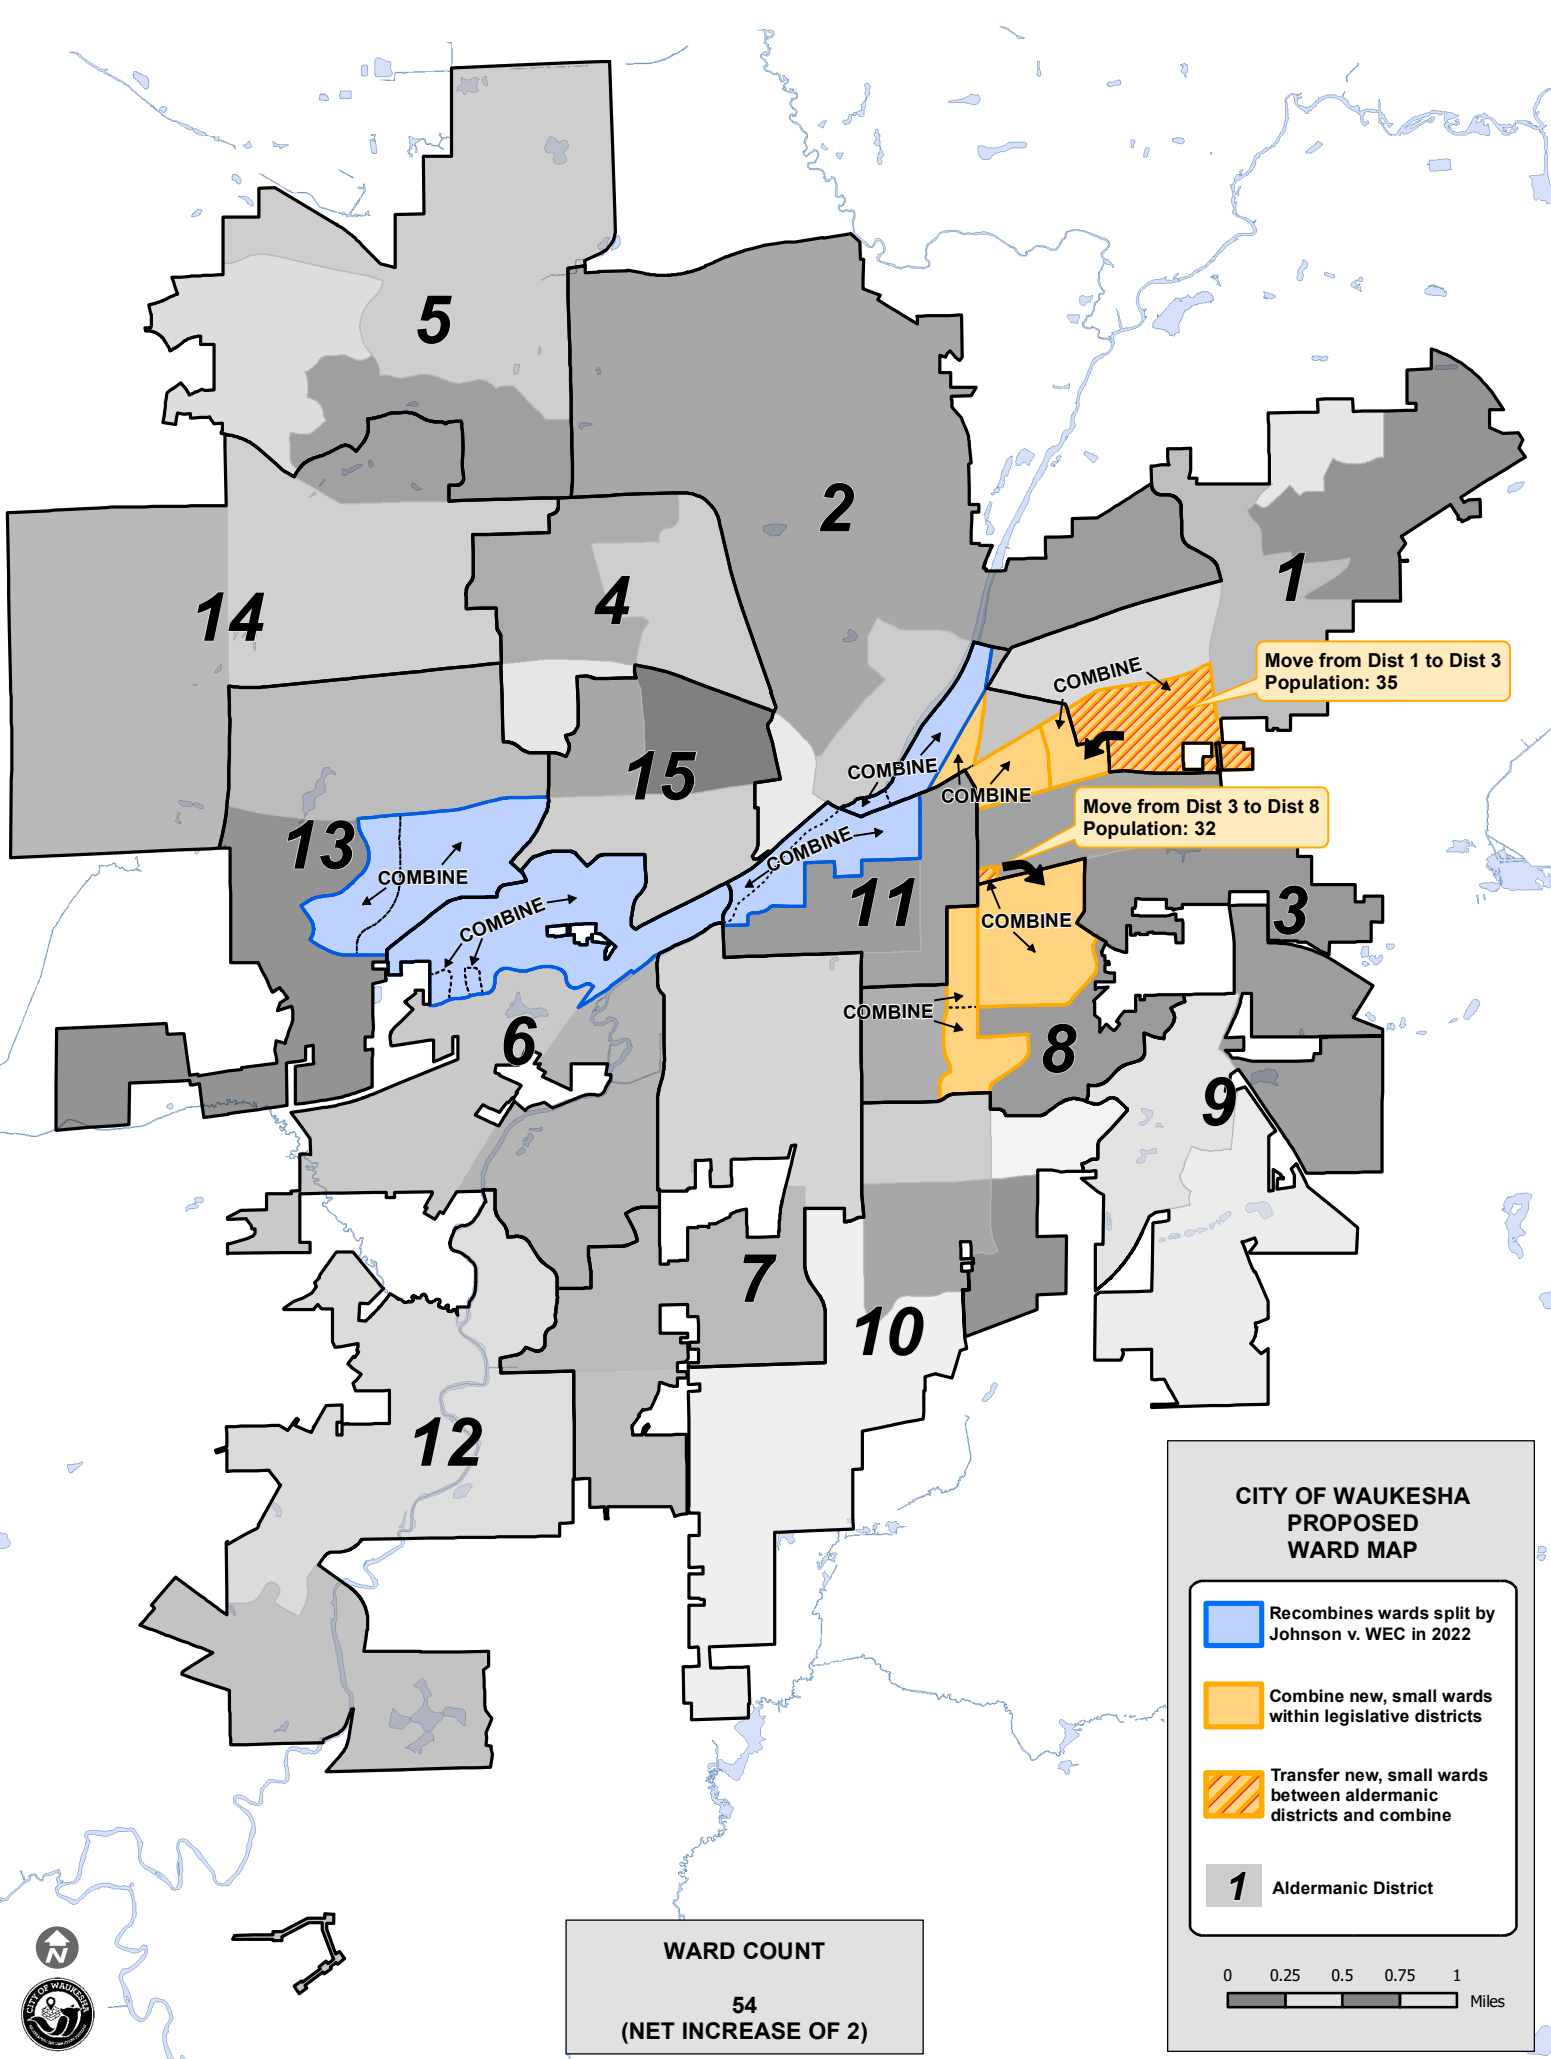 5
2
1
14
4
Move from Dist 1 to Dist 3
Population: 35
COMBINE
15
COMBINE
COMBINE
Move from Dist 3 to Dist 8
Population: 32
13
COMBINE
COMBINE
11
COMBINE
3
COMBINE
COMBINE
6
8
9
7
10
12
CITY OF WAUKESHA
PROPOSED
WARD MAP
Recombines wards split by
Johnson v. WEC in 2022
Combine new, small wards
within legislative districts
Transfer new, small wards
between aldermanic
districts and combine
1 Aldermanic District
0 0.25 0.5 0.75 1
Miles
WARD COUNT
54
(NET INCREASE OF 2)
N
CITY OF WAUKESHA